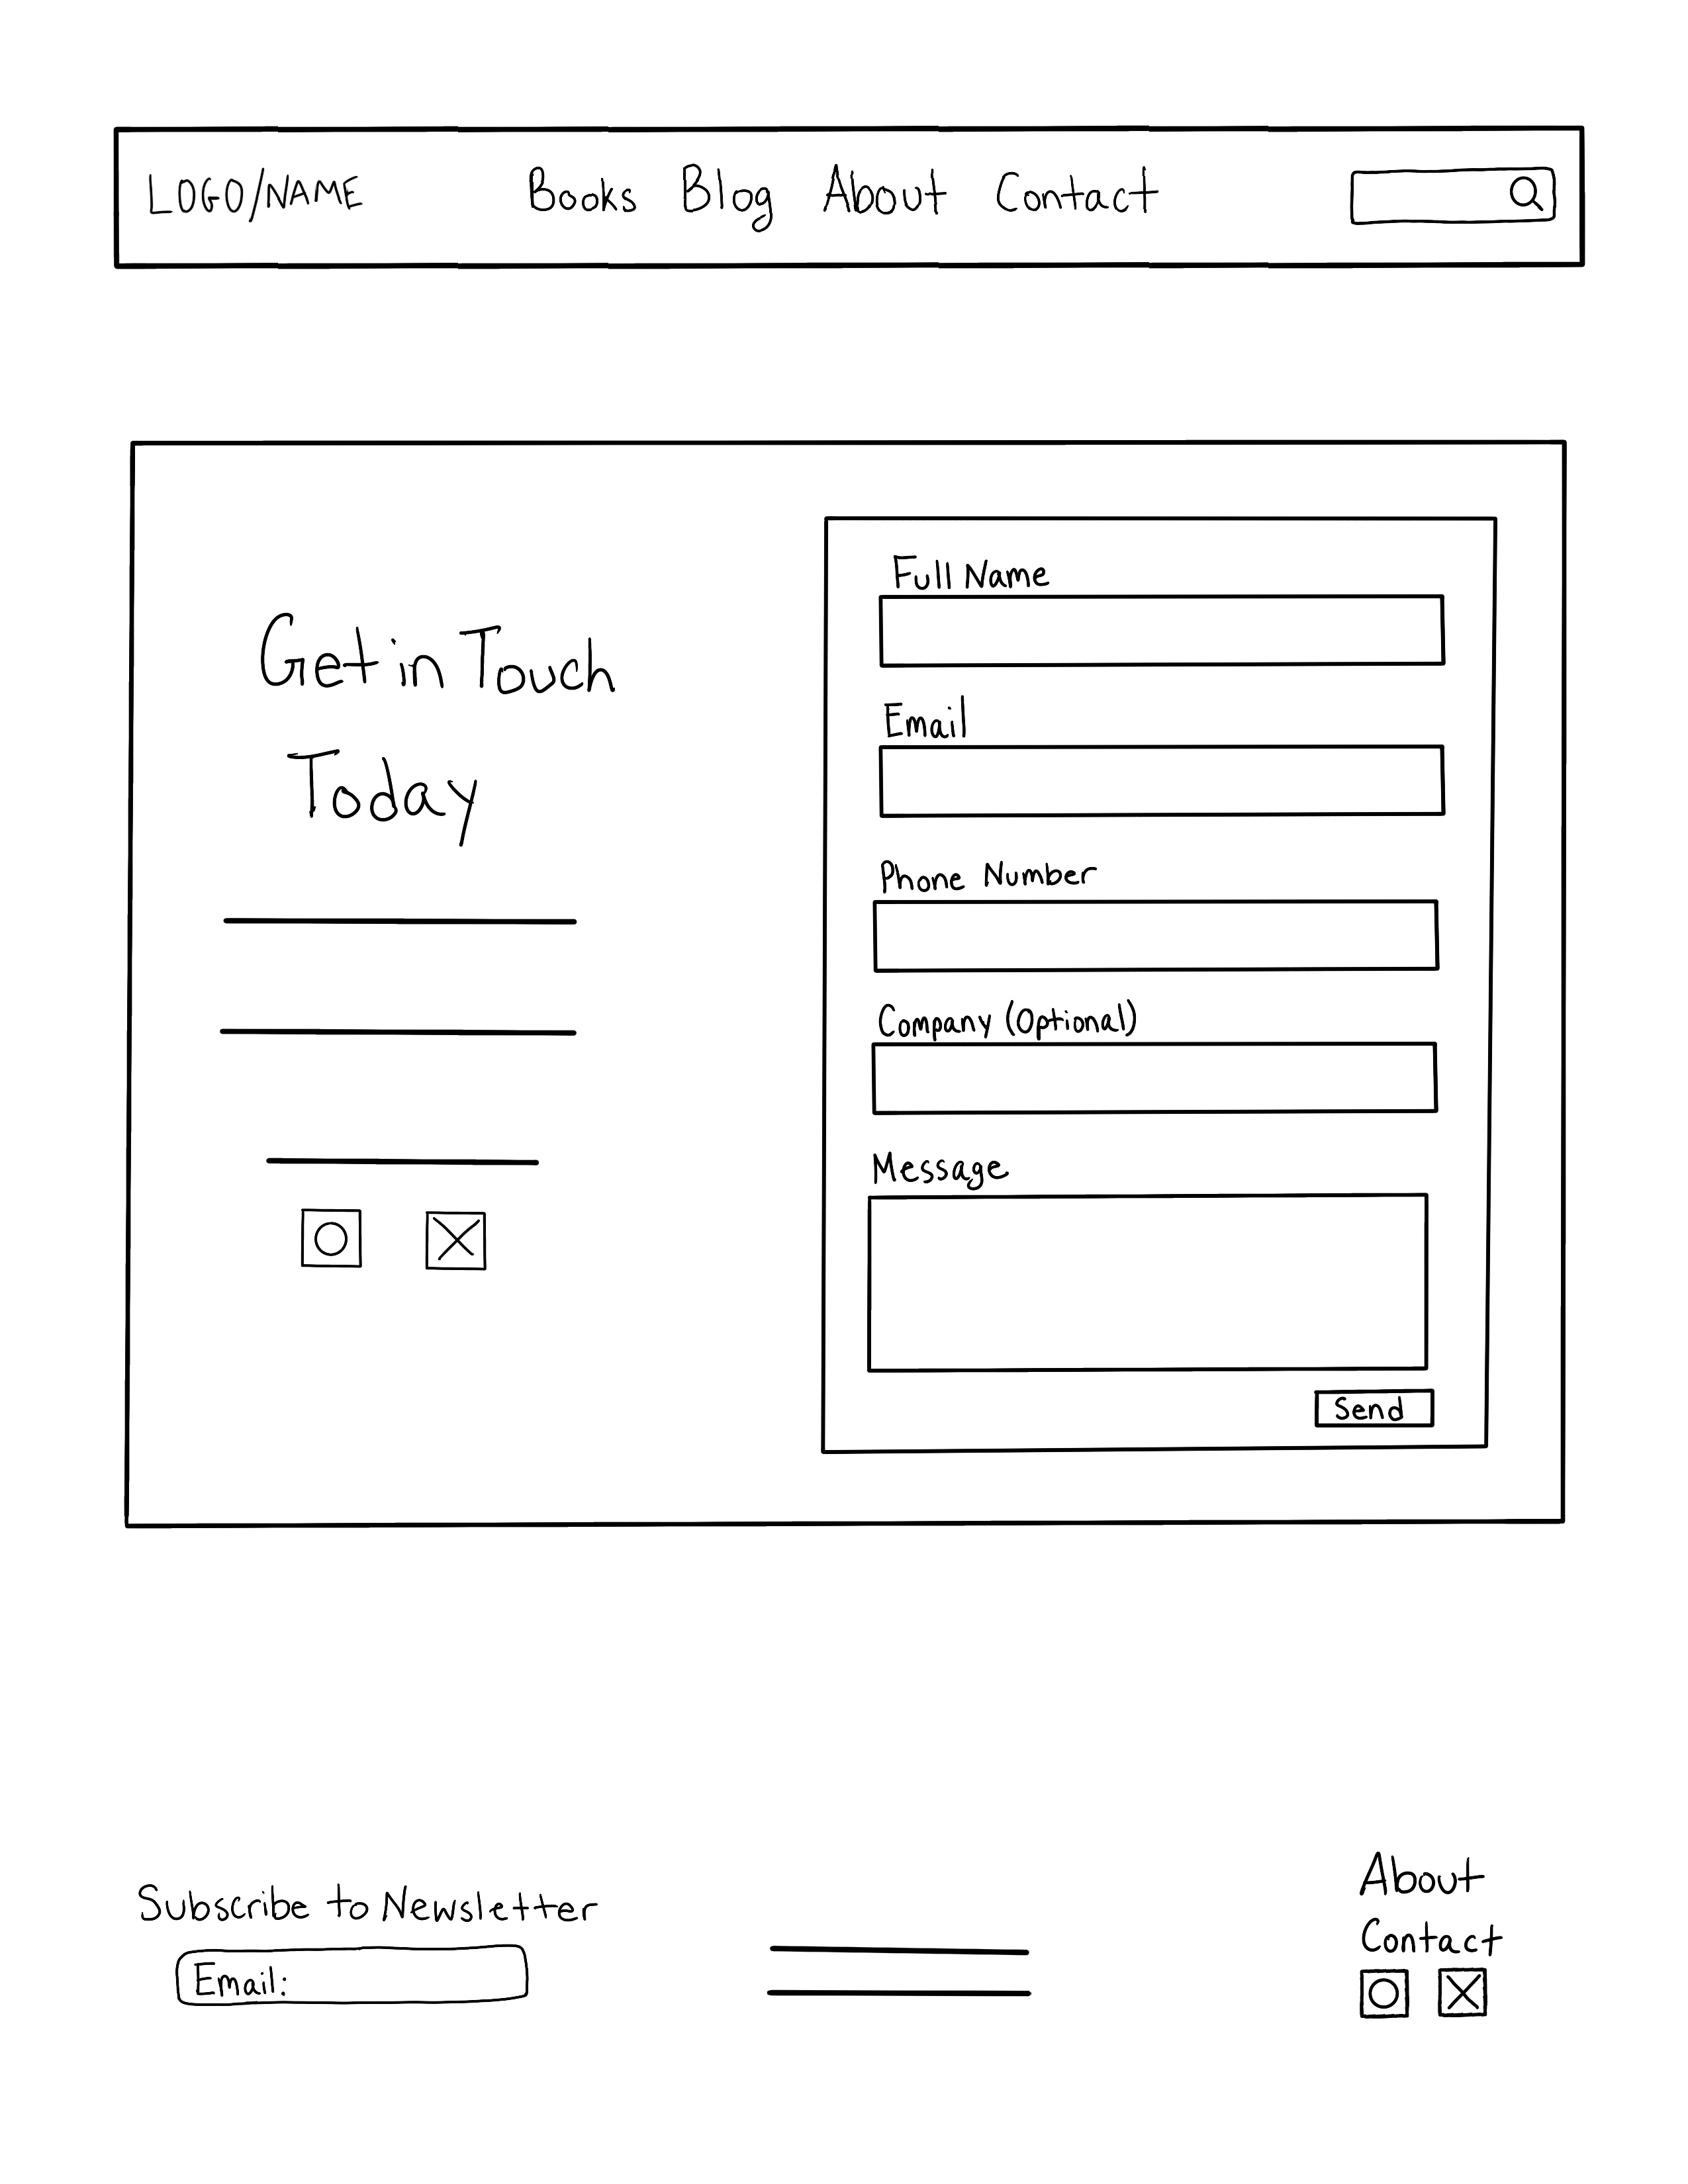 LOGO/NAME Books Blog About Contact
Get in Touch
Today
Full Name
Email
Phone Number
Company (Optional)
Message
Send
Subscribe to Newsletter
Email:
About
Contact